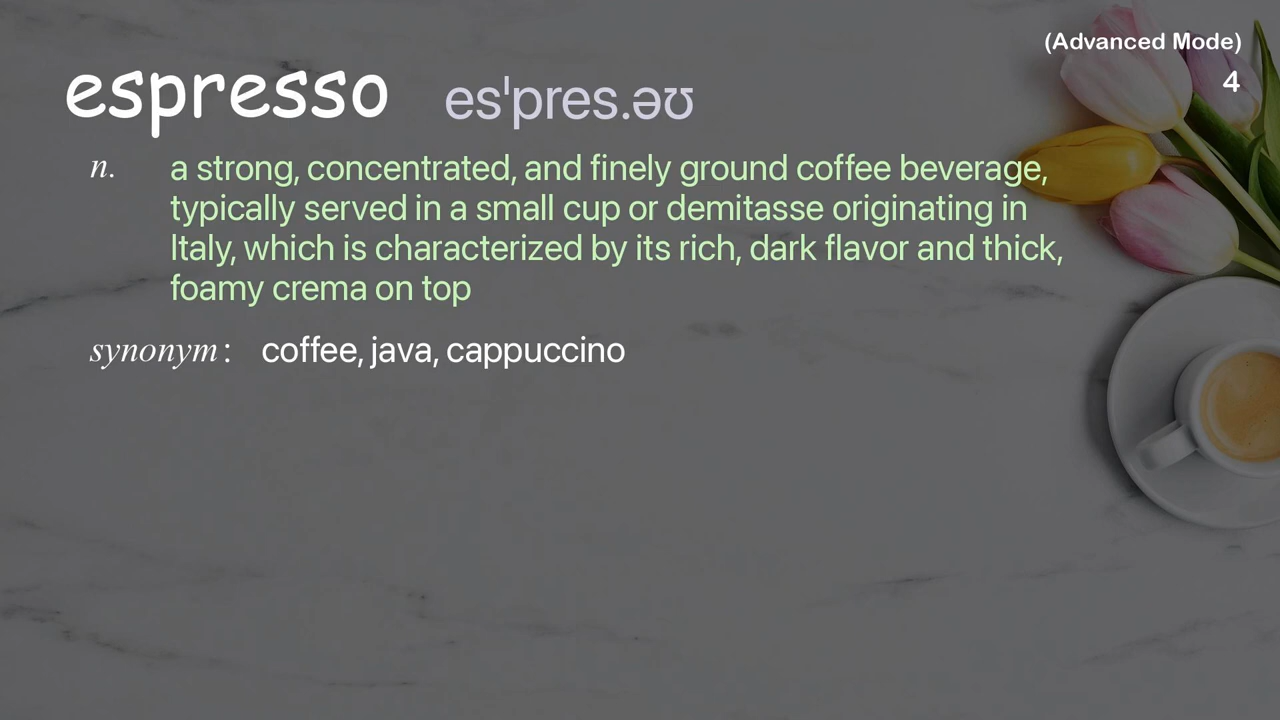 (Advanced Mode)
4
espresso es'pres.əʊ
n. a strong, concentrated, and finely ground coffee beverage,
typically served in a small cup or demitasse originating in
Italy, which is characterized by its rich, dark flavor and thick,
foamy crema on top
synonym: coffee, java, cappuccino